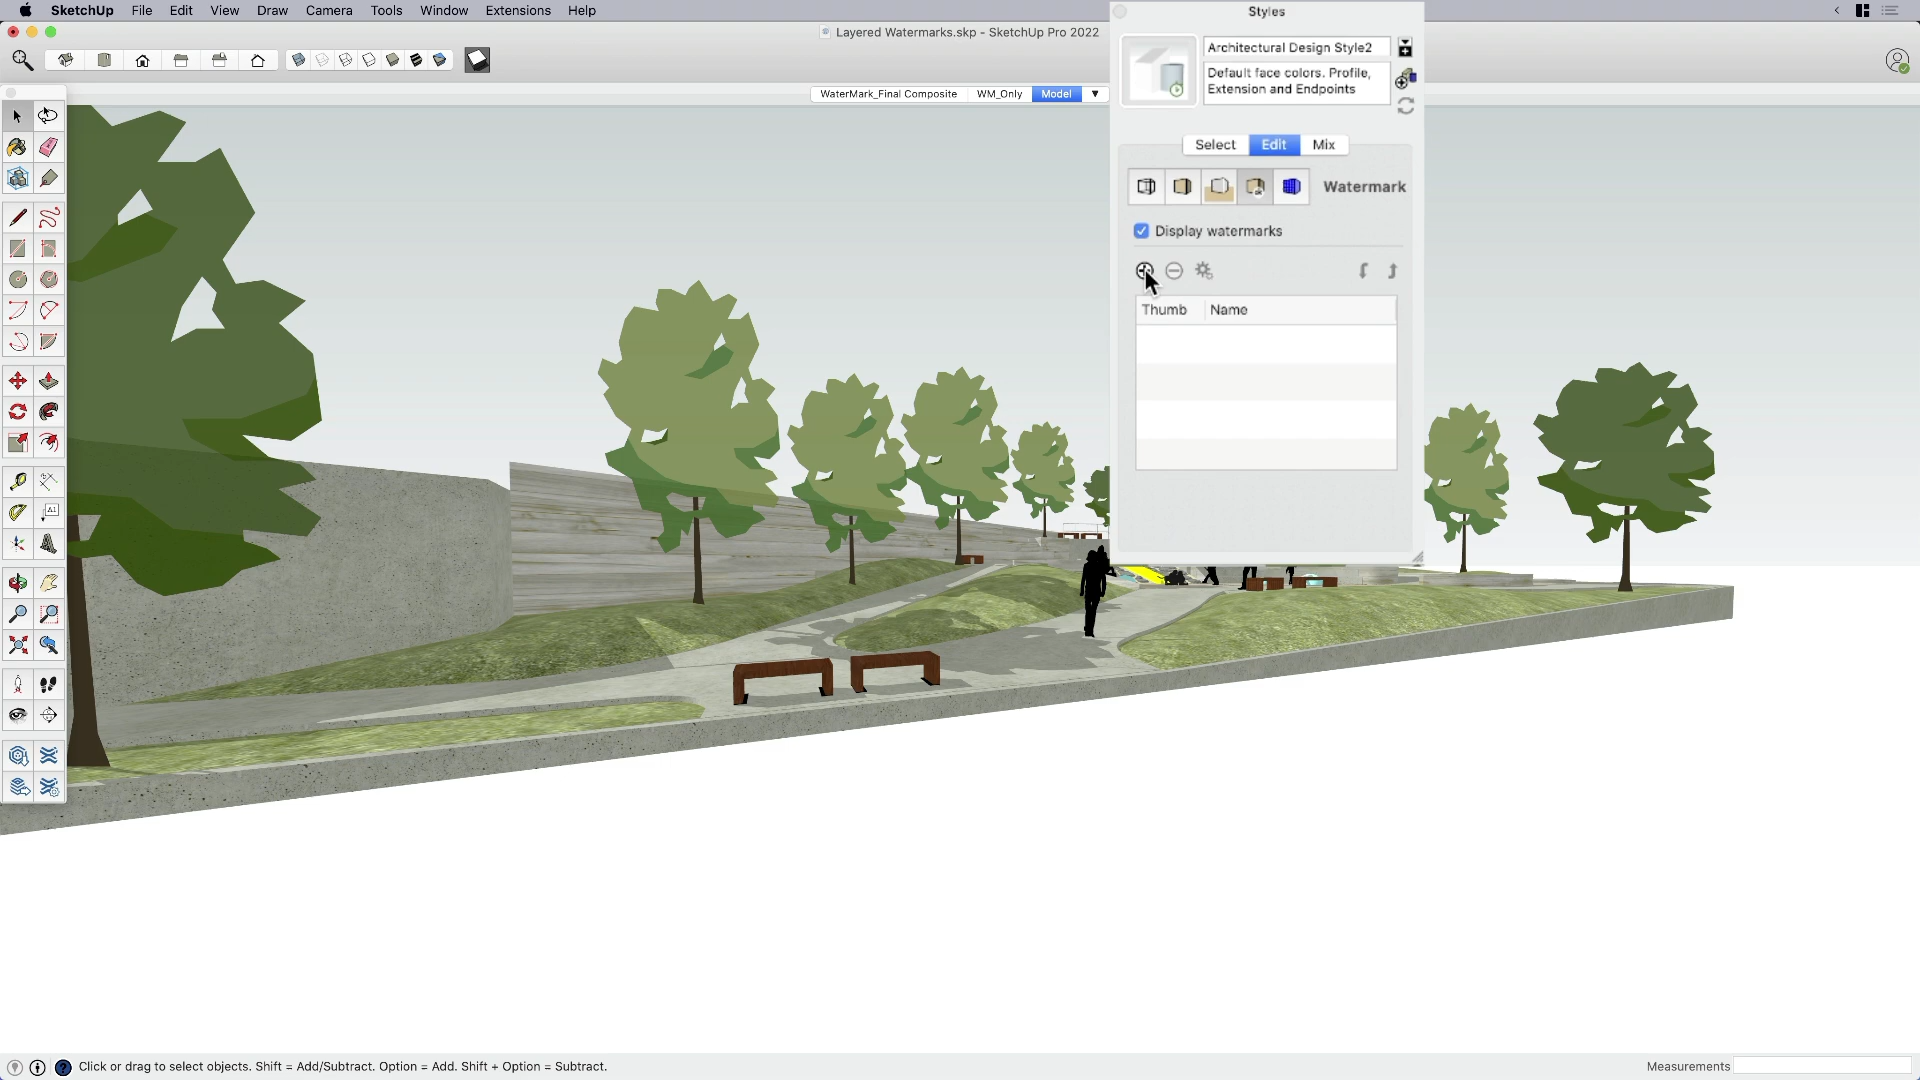 SketchUp File Edit View Draw Camera Tools Window Extensions Help
Layered Watermarks.skp - SketchUp Pro 2022
WaterMark_Final Composite WM_Only Model
Styles
Architectural Design Style2
Default face colors. Profile,
Extension and Endpoints
Select Edit Mix
Watermark
Display watermarks
Thumb Name
A1
Click or drag to select objects. Shift = Add/Subtract. Option = Add. Shift + Option = Subtract.
Measurements